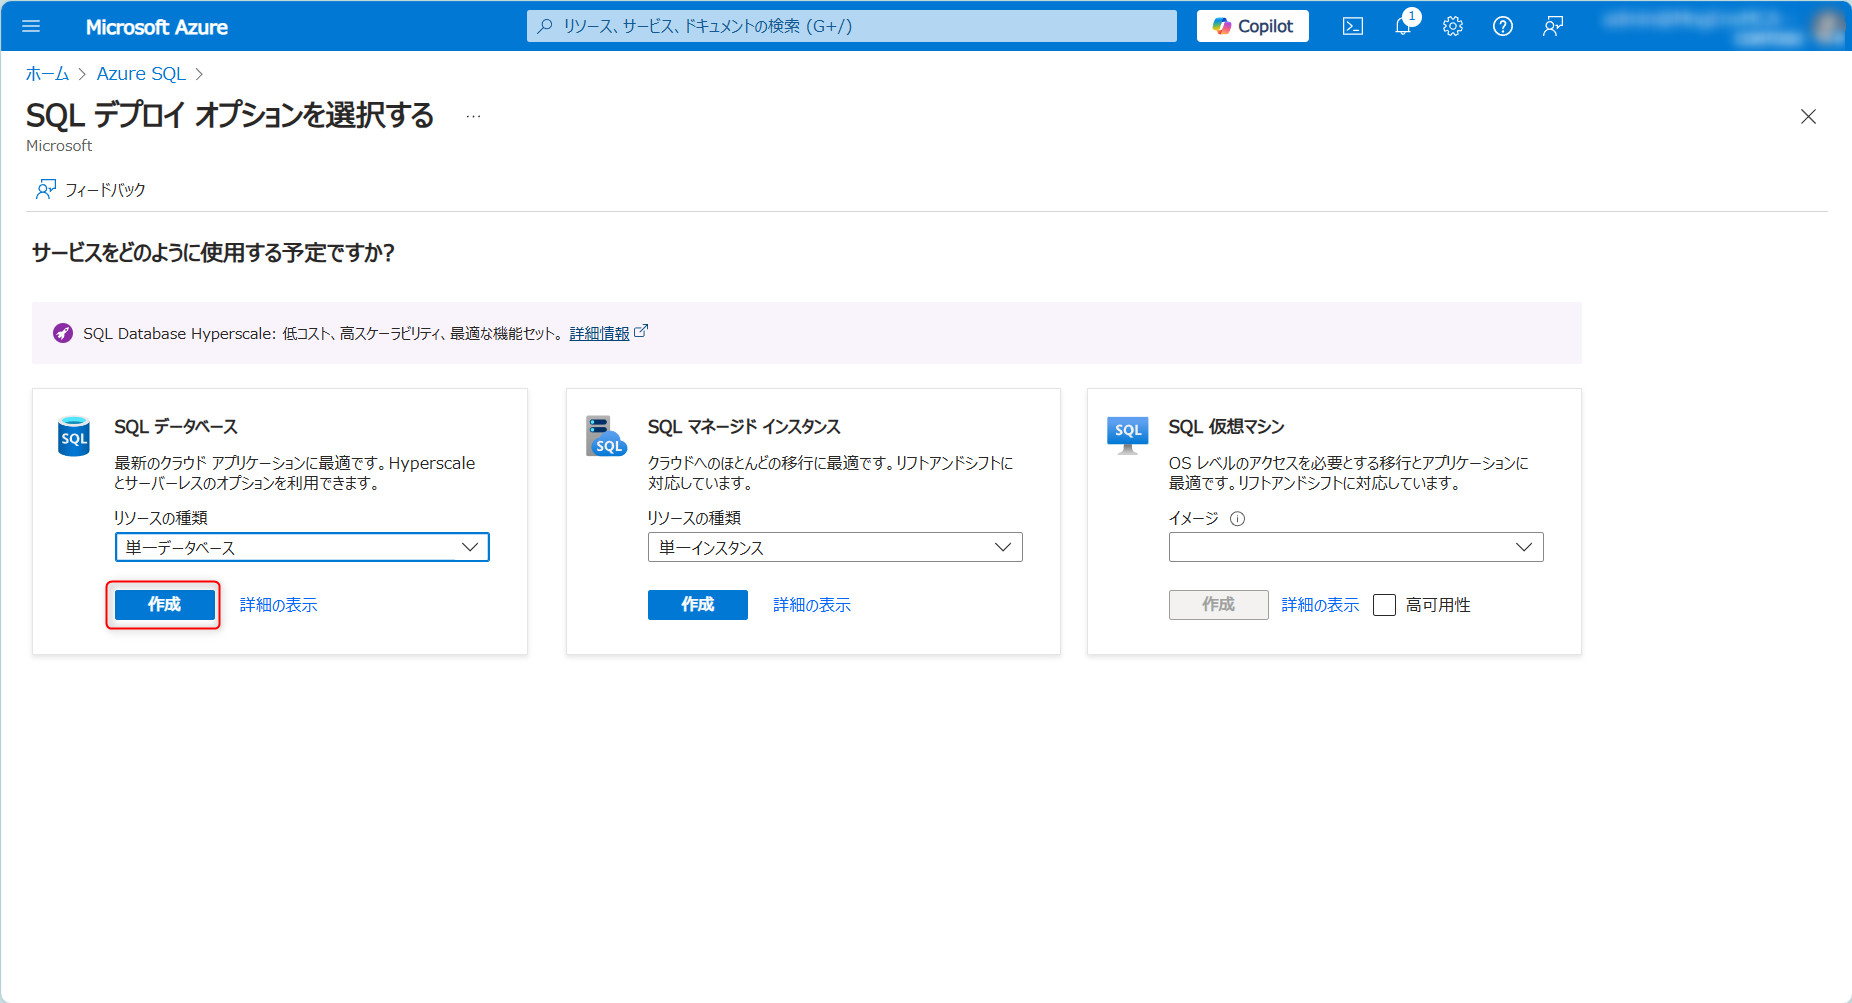 Microsoft Azure
リソース、サービス、ドキュメントの検索 (G+/)
Copilot
1
ホーム > Azure SQL >
SQL デプロイ オプションを選択する ...
Microsoft
フィードバック
サービスをどのように使用する予定ですか?
SQL Database Hyperscale: 低コスト、高スケーラビリティ、最適な機能セット。 詳細情報
SQL
SQL データベース
最新のクラウド アプリケーションに最適です。Hyperscale
とサーバーレスのオプションを利用できます。
リソースの種類
単一データベース
作成
詳細の表示
SQL
SQL マネージド インスタンス
クラウドへのほとんどの移行に最適です。リフトアンドシフトに
対応しています。
リソースの種類
単一インスタンス
作成
詳細の表示
SQL
SQL 仮想マシン
OS レベルのアクセスを必要とする移行とアプリケーションに
最適です。リフトアンドシフトに対応しています。
イメージ
作成
詳細の表示
高可用性